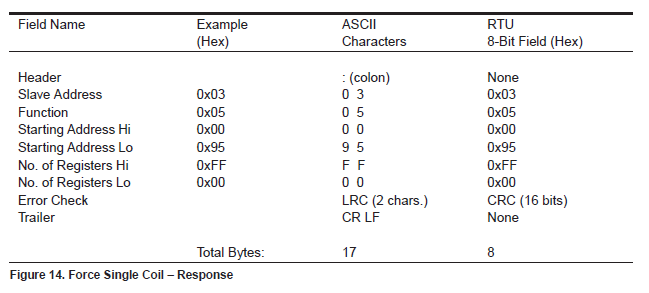 Field Name Example ASCII RTU
(Hex) Characters 8-Bit Field (Hex)
Header : (colon) None
Slave Address 0x03 0 3 0x03
Function 0x05 0 5 0x05
Starting Address Hi 0x00 0 0 0x00
Starting Address Lo 0x95 9 5 0x95
No. of Registers Hi 0xFF F F 0xFF
No. of Registers Lo 0x00 0 0 0x00
Error Check LRC (2 chars.) CRC (16 bits)
Trailer CR LF None
Total Bytes: 17 8
Figure 14. Force Single Coil – Response